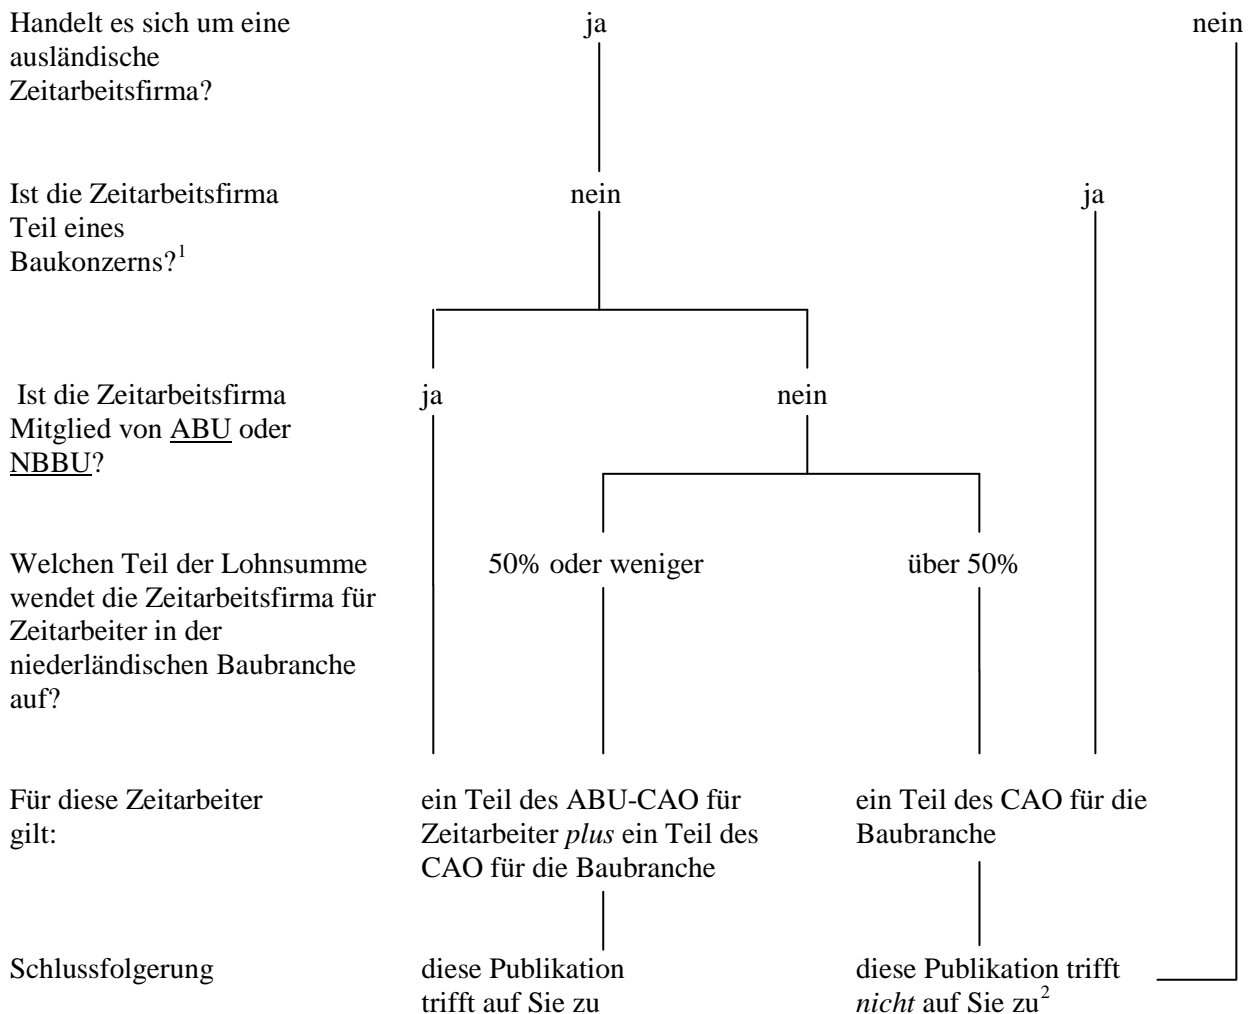 Handelt es sich um eine
ausländische
Zeitarbeitsfirma?
ja
nein
Ist die Zeitarbeitsfirma
Teil eines
Baukonzerns?1
nein
ja
Ist die Zeitarbeitsfirma
Mitglied von ABU oder
NBBU?
ja
nein
Welchen Teil der Lohnsumme
wendet die Zeitarbeitsfirma für
Zeitarbeiter in der
niederländischen Baubranche
auf?
50% oder weniger
über 50%
Für diese Zeitarbeiter
gilt:
ein Teil des ABU-CAO für
Zeitarbeiter plus ein Teil des
CAO für die Baubranche
ein Teil des CAO für die
Baubranche
Schlussfolgerung
diese Publikation
trifft auf Sie zu
diese Publikation trifft
nicht auf Sie zu2